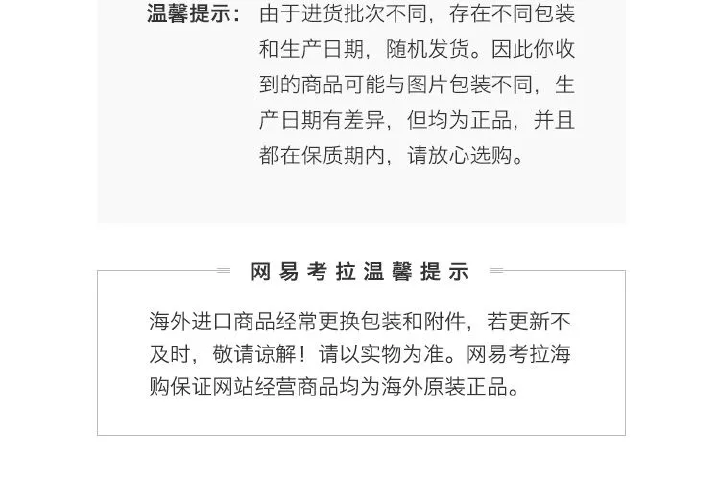 温馨提示： 由于进货批次不同，存在不同包装
和生产日期，随机发货。因此你收
到的商品可能与图片包装不同，生
产日期有差异，但均为正品，并且
都在保质期内，请放心选购。
网易考拉温馨提示
海外进口商品经常更换包装和附件，若更新不
及时，敬请谅解！请以实物为准。网易考拉海
购保证网站经营商品均为海外原装正品。